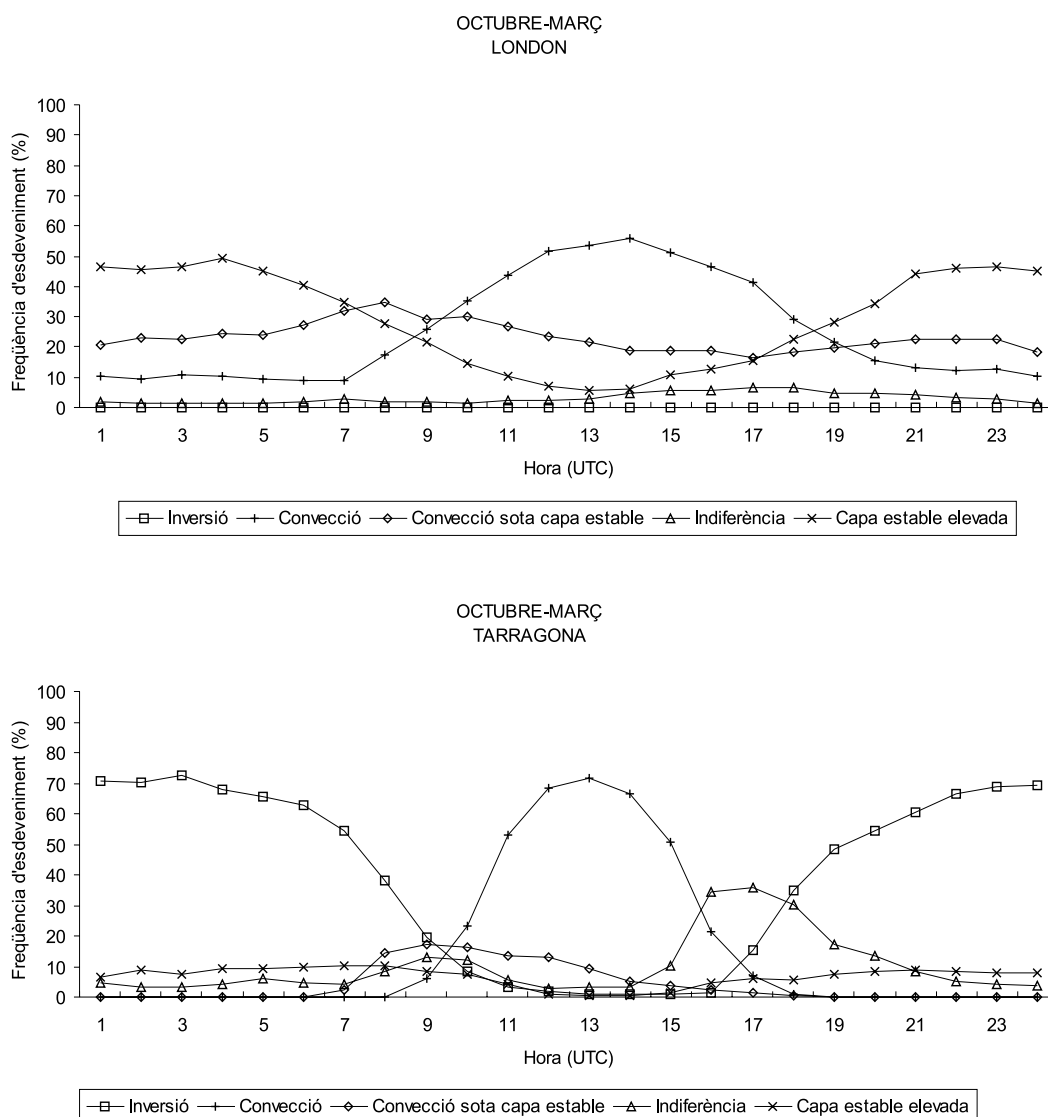 OCTUBRE-MARÇ
LONDON
Freqüència d'esdeveniment (%)
100
90
80
70
60
50
40
30
20
10
0
1 3 5 7 9 11 13 15 17 19 21 23
Hora (UTC)
Inversió Convecció Convecció sota capa estable Indiferència Capa estable elevada
OCTUBRE-MARÇ
TARRAGONA
Freqüència d'esdeveniment (%)
100
90
80
70
60
50
40
30
20
10
0
1 3 5 7 9 11 13 15 17 19 21 23
Hora (UTC)
Inversió Convecció Convecció sota capa estable Indiferència Capa estable elevada